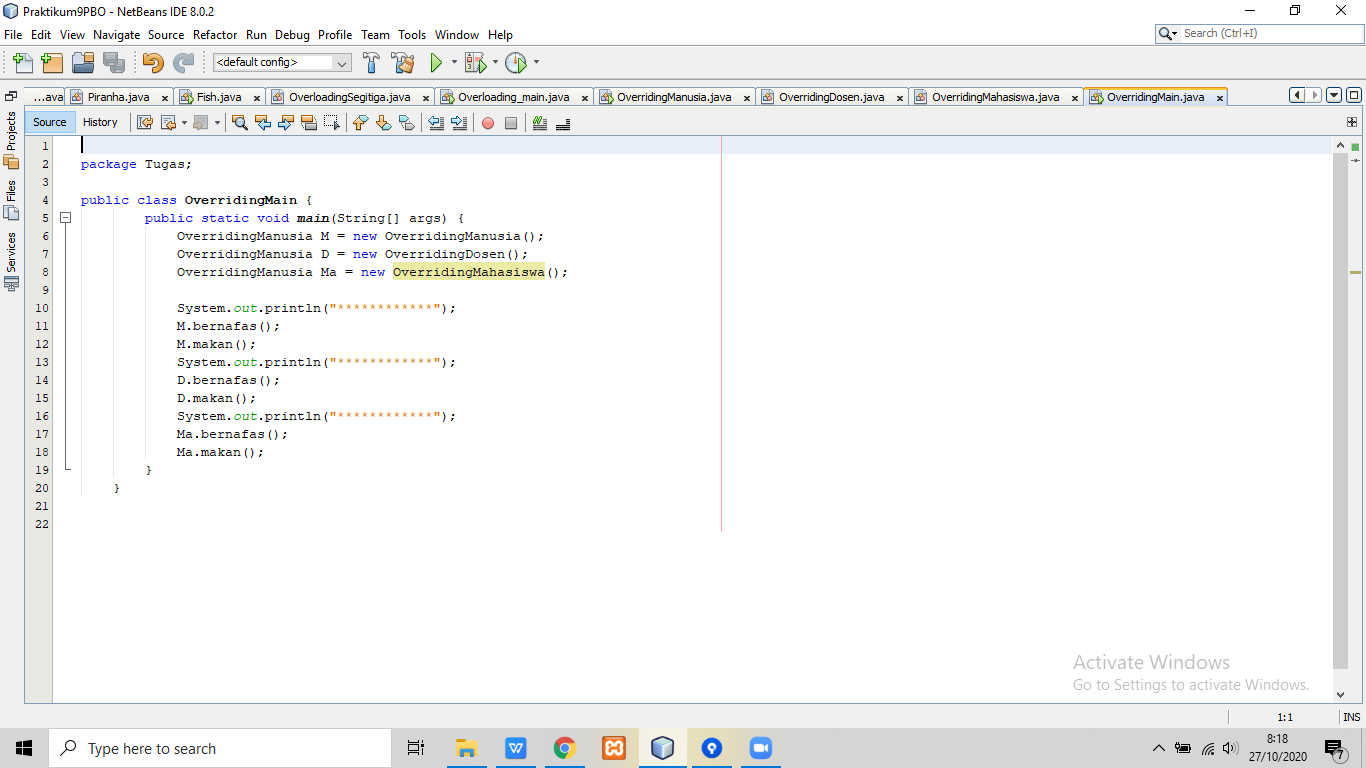 Praktikum9PBO - NetBeans IDE 8.0.2
File Edit View Navigate Source Refactor Run Debug Profile Team Tools Window Help
Search (Ctrl+I)
<default config>
...ava Piranha.java Fish.java OverloadingSegitiga.java Overloading_main.java OverridingManusia.java OverridingDosen.java OverridingMahasiswa.java OverridingMain.java
Projects
Files
Services
Source History
1
2 package Tugas;
3
4 public class OverridingMain {
5 public static void main(String[] args) {
6 OverridingManusia M = new OverridingManusia();
7 OverridingManusia D = new OverridingDosen();
8 OverridingManusia Ma = new OverridingMahasiswa();
9
10 System.out.println("************");
11 M.bernafas();
12 M.makan();
13 System.out.println("************");
14 D.bernafas();
15 D.makan();
16 System.out.println("************");
17 Ma.bernafas();
18 Ma.makan();
19 }
20 }
21
22
Activate Windows
Go to Settings to activate Windows.
1:1 INS
Type here to search
8:18
27/10/2020
7